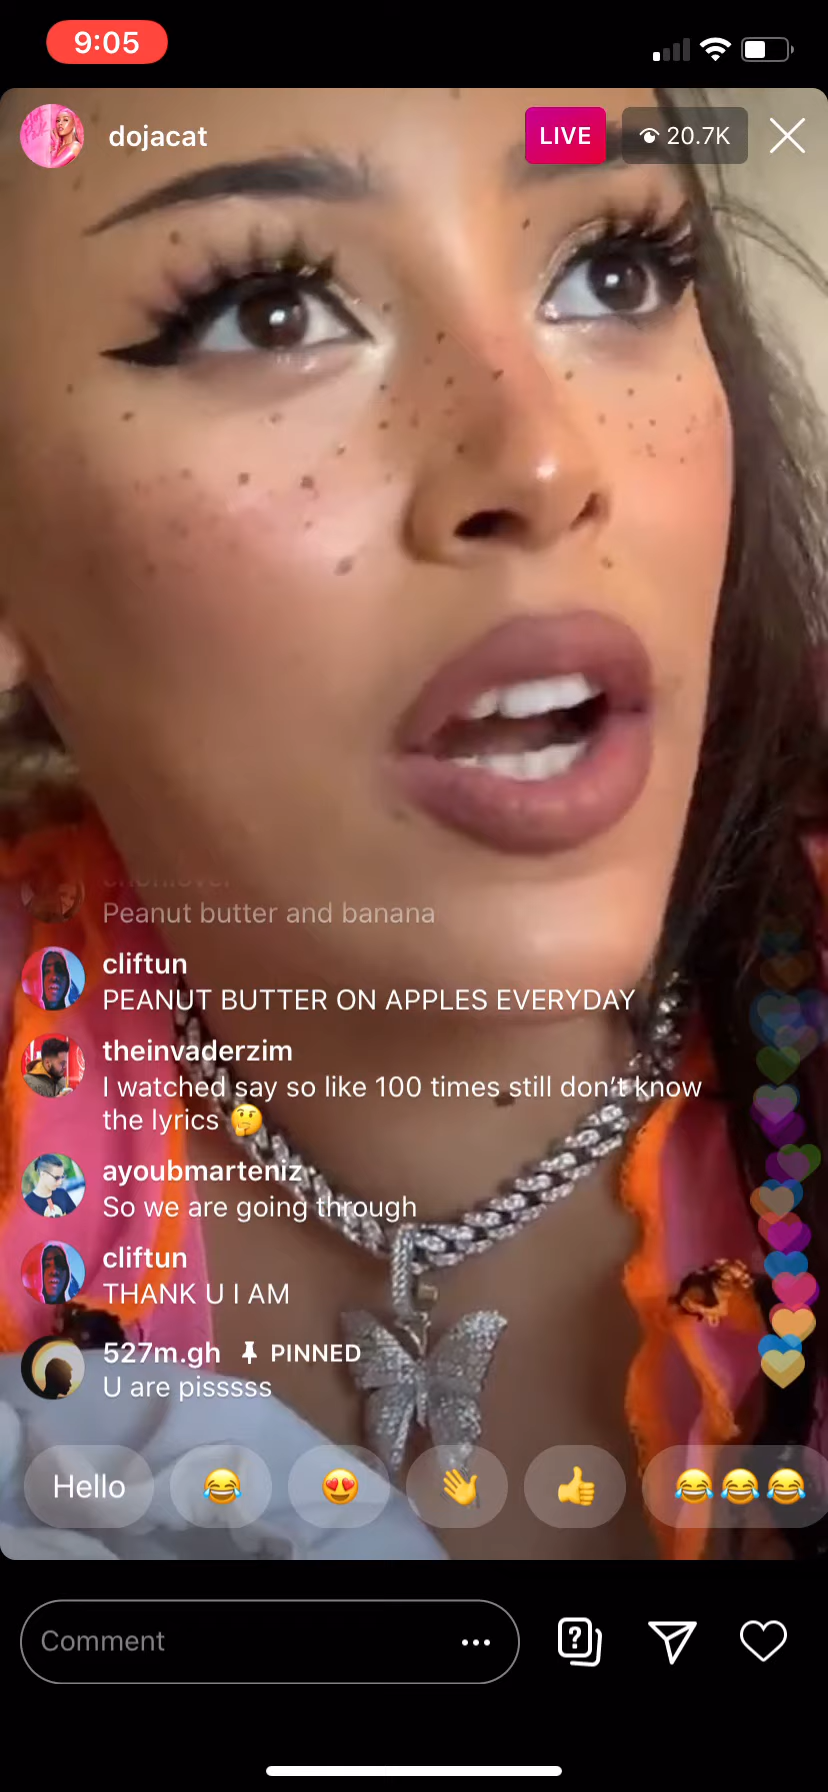 9:05
dojacat
LIVE
20.7K
Peanut butter and banana
cliftun
PEANUT BUTTER ON APPLES EVERYDAY
theinvaderzim
I watched say so like 100 times still don’t know
the lyrics 🤔
ayoubmarteniz
So we are going through
cliftun
THANK U I AM
527m.gh PINNED
U are pisssss
Hello 😂 😍 👋 👍 😂😂😂
Comment